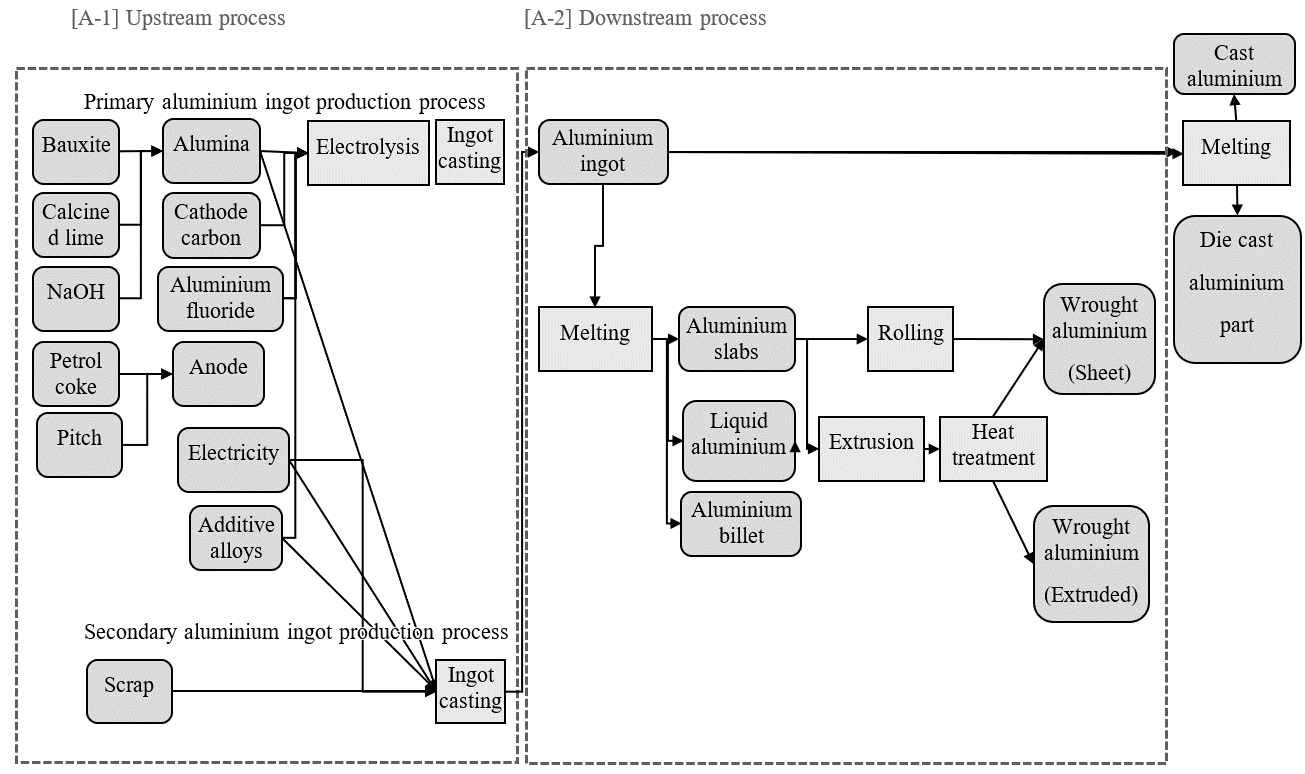 [A-1] Upstream process
[A-2] Downstream process
Cast
aluminium
Primary aluminium ingot production process
Bauxite
Alumina
Electrolysis
Ingot
casting
Aluminium
ingot
Melting
Calcine
d lime
Cathode
carbon
Die cast
aluminium
part
NaOH
Aluminium
fluoride
Melting
Aluminium
slabs
Rolling
Wrought
aluminium
(Sheet)
Petrol
coke
Anode
Pitch
Electricity
Liquid
aluminium
Extrusion
Heat
treatment
Additive
alloys
Aluminium
billet
Wrought
aluminium
(Extruded)
Secondary aluminium ingot production process
Scrap
Ingot
casting